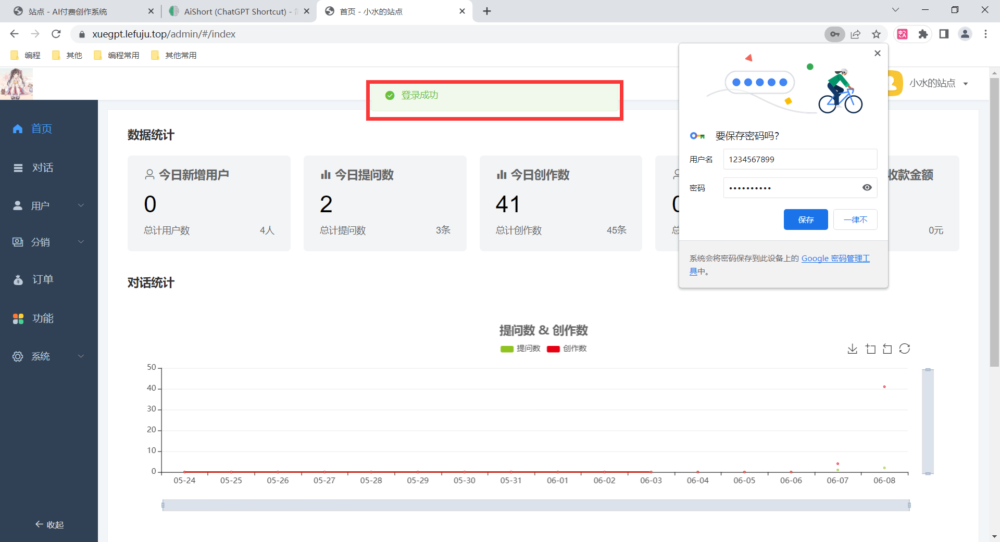 站点 - AI付费创作系统
AiShort (ChatGPT Shortcut) -
首页 - 小水的站点
xuegpt.lefuju.top/admin/#/index
编程
其他
编程常用
其他常用
登录成功
小水的站点
首页
对话
用户
分销
订单
功能
系统
收起
数据统计
今日新增用户
0
总计用户数 4人
今日提问数
2
总计提问数 3条
今日创作数
41
总计创作数 45条
总
收款金额
0元
要保存密码吗?
用户名 1234567899
密码 ••••••••••
保存
一律不
系统会将密码保存到此设备上的 Google 密码管理工
具中。
对话统计
提问数 & 创作数
提问数 创作数
50
40
30
20
10
0
05-24 05-25 05-26 05-27 05-28 05-29 05-30 05-31 06-01 06-02 06-03 06-04 06-05 06-06 06-07 06-08